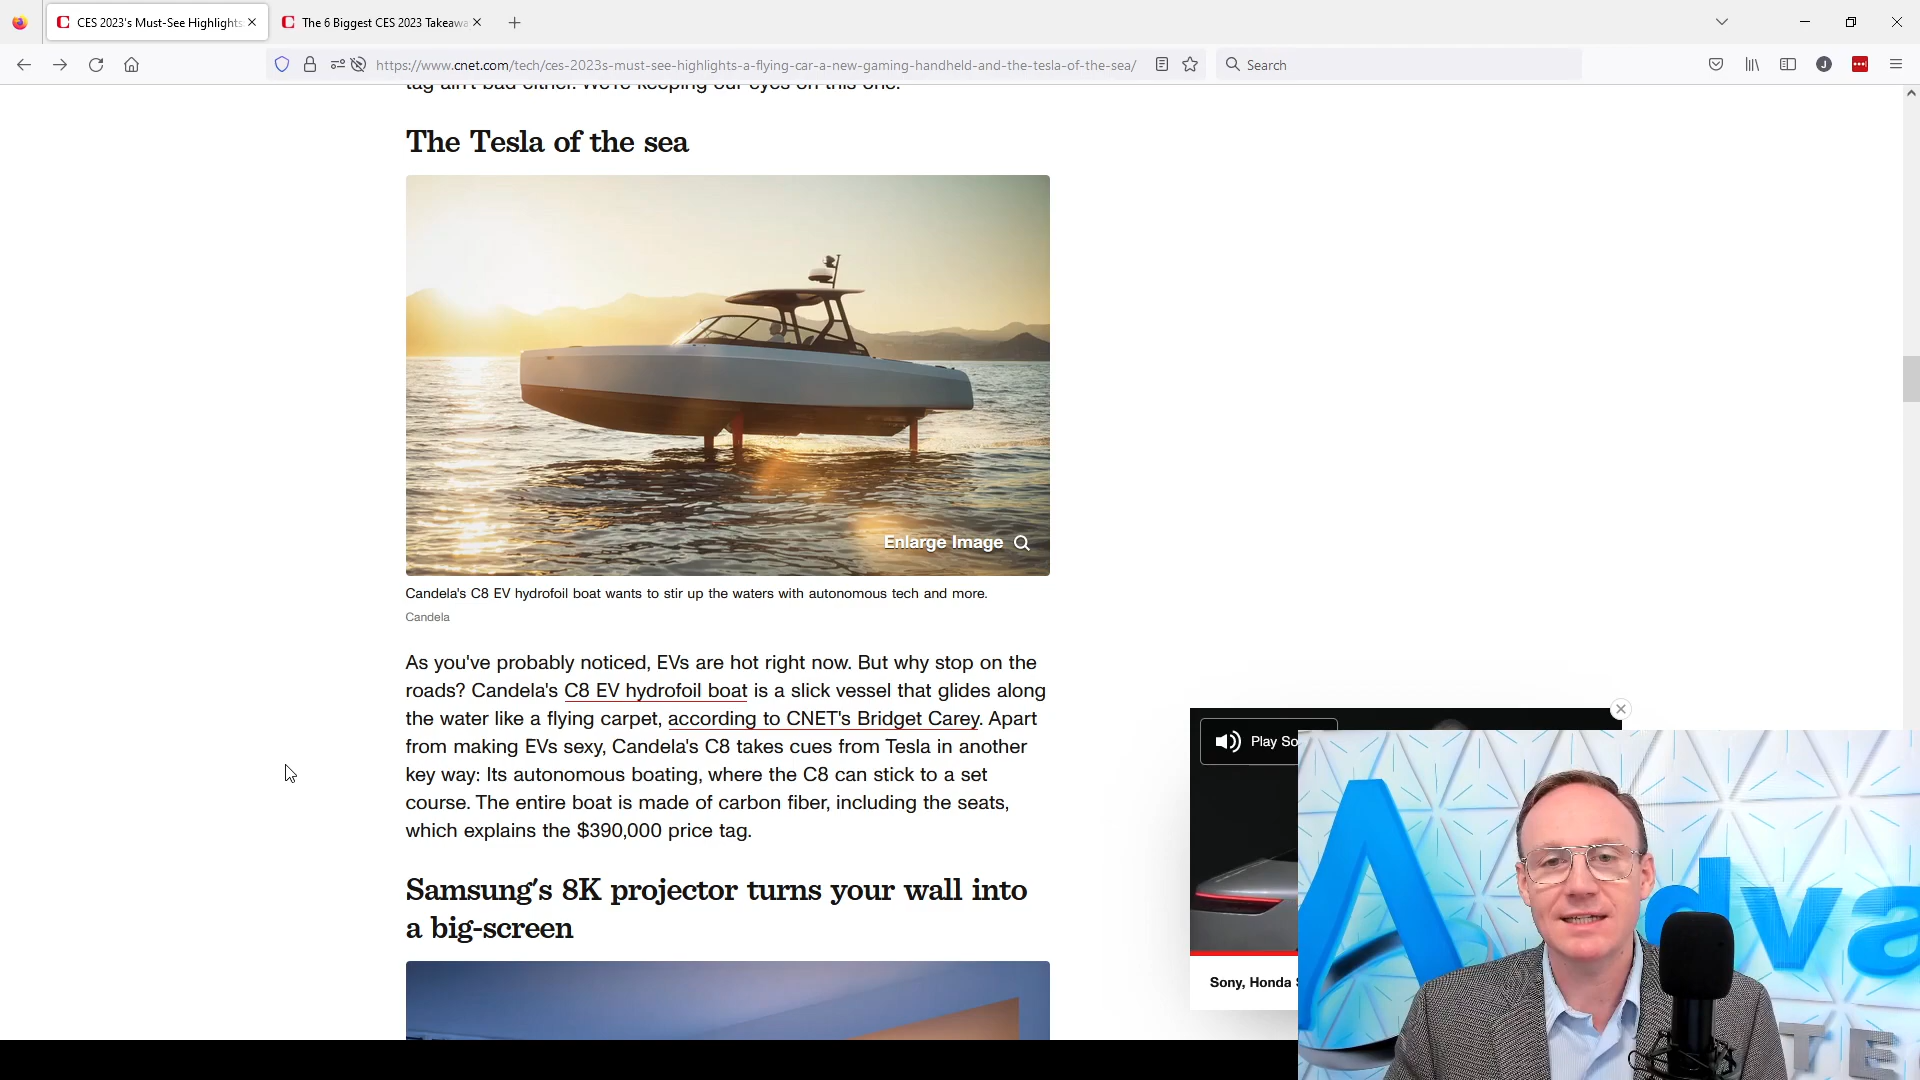 CES 2023's Must-See Highlights
The 6 Biggest CES 2023 Takeawa
https://www.cnet.com/tech/ces-2023s-must-see-highlights-a-flying-car-a-new-gaming-handheld-and-the-tesla-of-the-sea/
Search
J
tag ain't bad either. We're keeping our eyes on this one.
The Tesla of the sea
Enlarge Image
Candela's C8 EV hydrofoil boat wants to stir up the waters with autonomous tech and more.
Candela
As you've probably noticed, EVs are hot right now. But why stop on the
roads? Candela's C8 EV hydrofoil boat is a slick vessel that glides along
the water like a flying carpet, according to CNET's Bridget Carey. Apart
from making EVs sexy, Candela's C8 takes cues from Tesla in another
key way: Its autonomous boating, where the C8 can stick to a set
course. The entire boat is made of carbon fiber, including the seats,
which explains the $390,000 price tag.
Samsung's 8K projector turns your wall into
a big-screen
Play So
Sony, Honda S
A
dva
TE